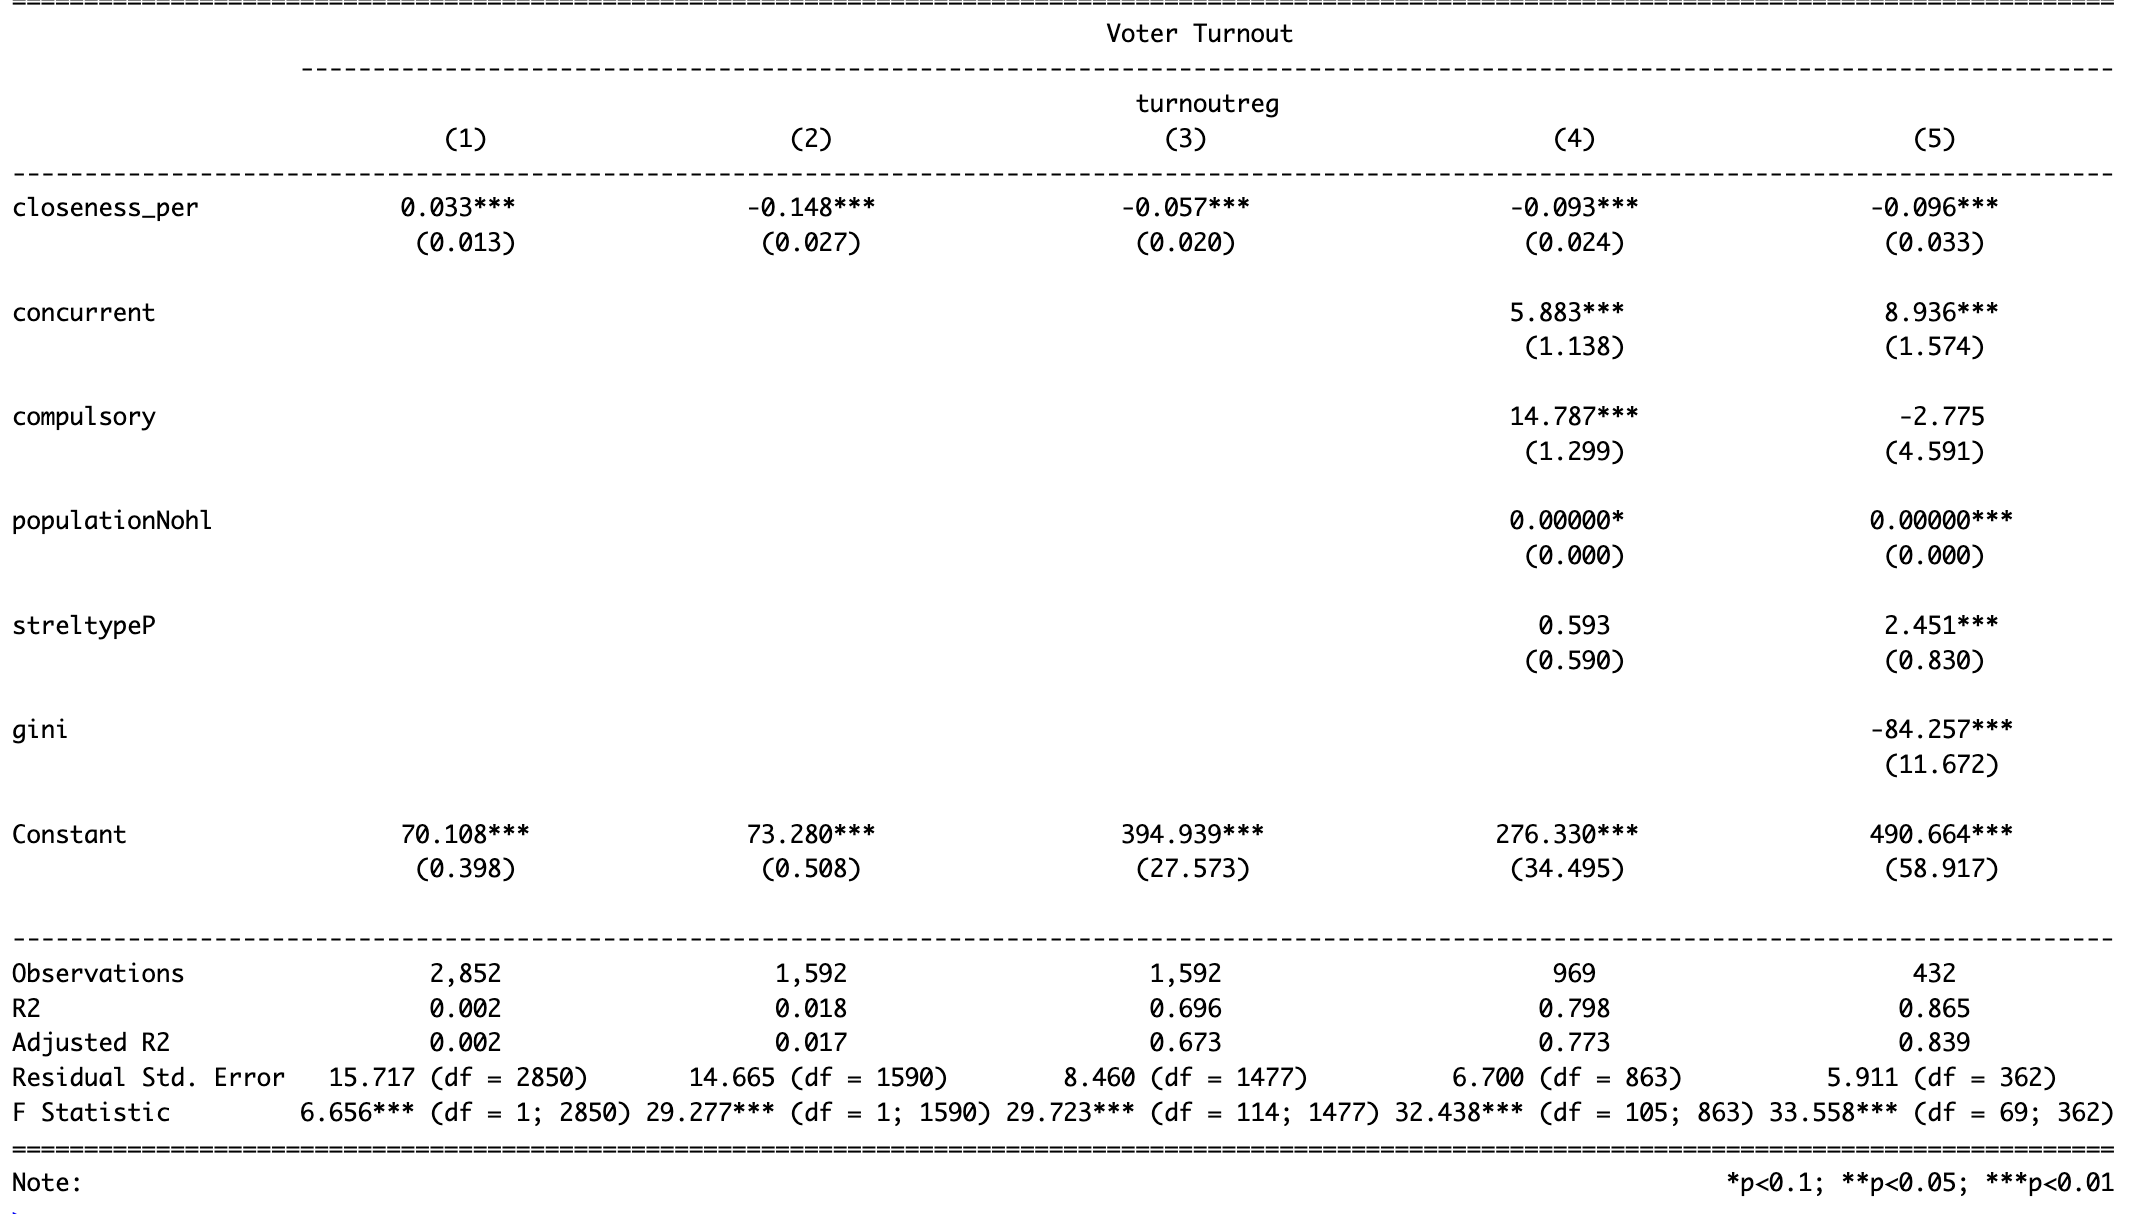 ==========================================================================================
Voter Turnout
------------------------------------------------------------------------------------------
turnoutreg
(1) (2) (3) (4) (5)
------------------------------------------------------------------------------------------
closeness_per 0.033*** -0.148*** -0.057*** -0.093*** -0.096***
(0.013) (0.027) (0.020) (0.024) (0.033)
concurrent 5.883*** 8.936***
(1.138) (1.574)
compulsory 14.787*** -2.775
(1.299) (4.591)
populationNohl 0.00000* 0.00000***
(0.000) (0.000)
streltypeP 0.593 2.451***
(0.590) (0.830)
gini -84.257***
(11.672)
Constant 70.108*** 73.280*** 394.939*** 276.330*** 490.664***
(0.398) (0.508) (27.573) (34.495) (58.917)
------------------------------------------------------------------------------------------
Observations 2,852 1,592 1,592 969 432
R2 0.002 0.018 0.696 0.798 0.865
Adjusted R2 0.002 0.017 0.673 0.773 0.839
Residual Std. Error 15.717 (df = 2850) 14.665 (df = 1590) 8.460 (df = 1477) 6.700 (df = 863) 5.911 (df = 362)
F Statistic 6.656*** (df = 1; 2850) 29.277*** (df = 1; 1590) 29.723*** (df = 114; 1477) 32.438*** (df = 105; 863) 33.558*** (df = 69; 362)
==========================================================================================
Note: *p<0.1; **p<0.05; ***p<0.01